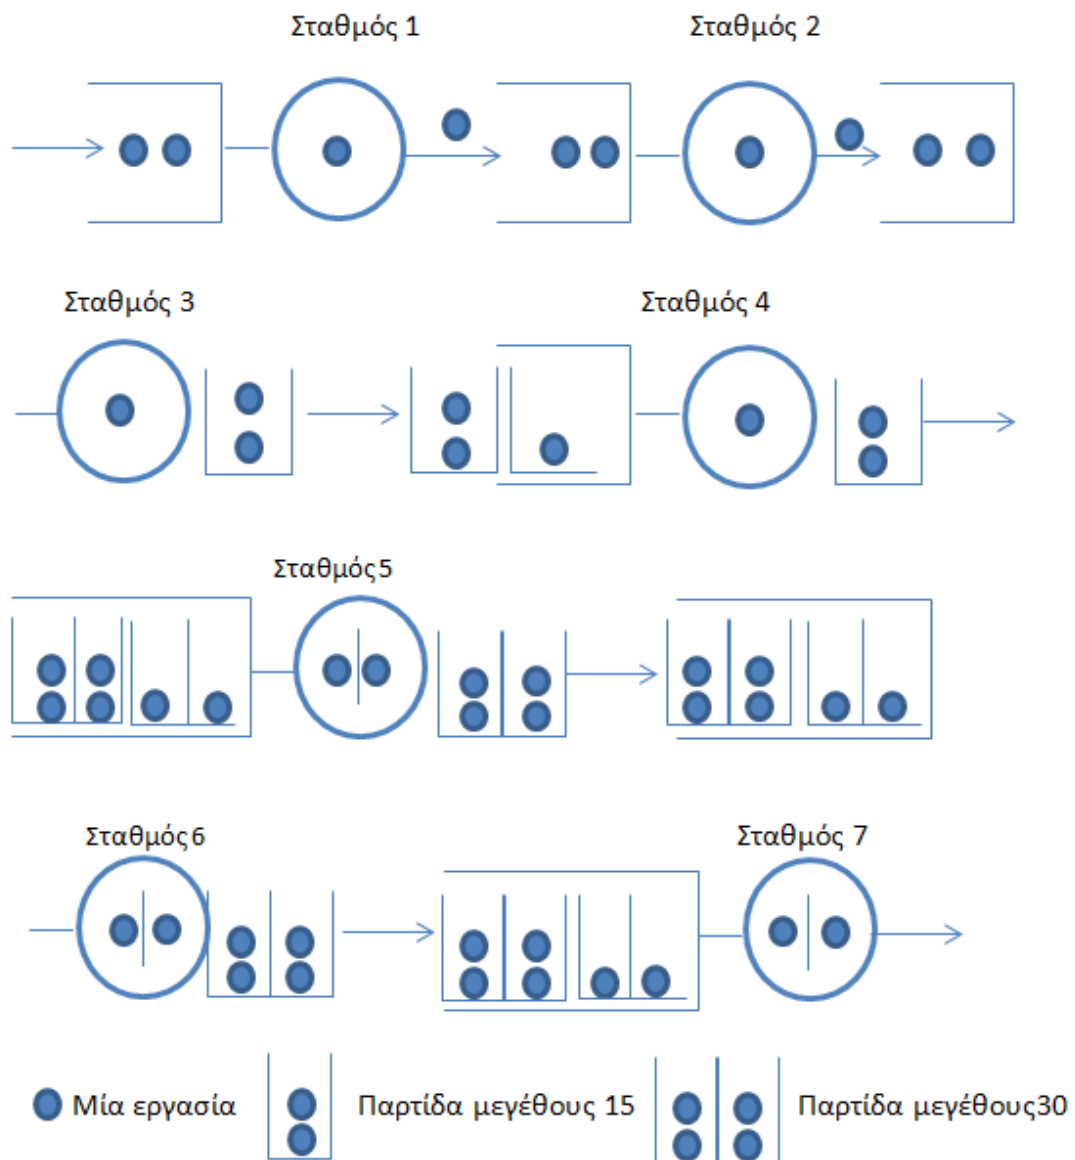 Σταθμός 1
Σταθμός 2
Σταθμός 3
Σταθμός 4
Σταθμός5
Σταθμός6
Σταθμός 7
Μία εργασία
Παρτίδα μεγέθους 15
Παρτίδα μεγέθους30